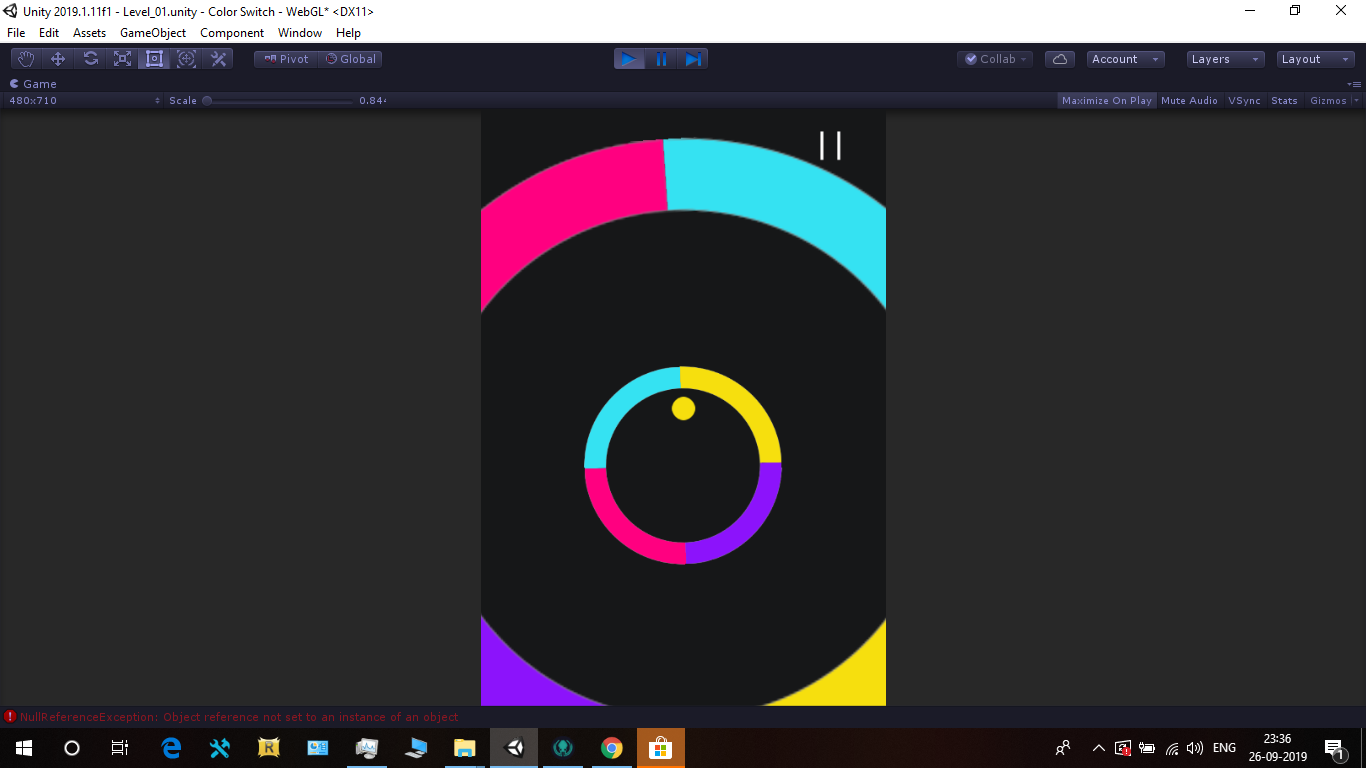 Unity 2019.1.11f1 - Level_01.unity - Color Switch - WebGL* <DX11>
File Edit Assets GameObject Component Window Help
Pivot Global Collab Account Layers Layout
Game
480x710 Scale 0.844 Maximize On Play Mute Audio VSync Stats Gizmos
NullReferenceException: Object reference not set to an instance of an object
ENG 23:36
26-09-2019 1